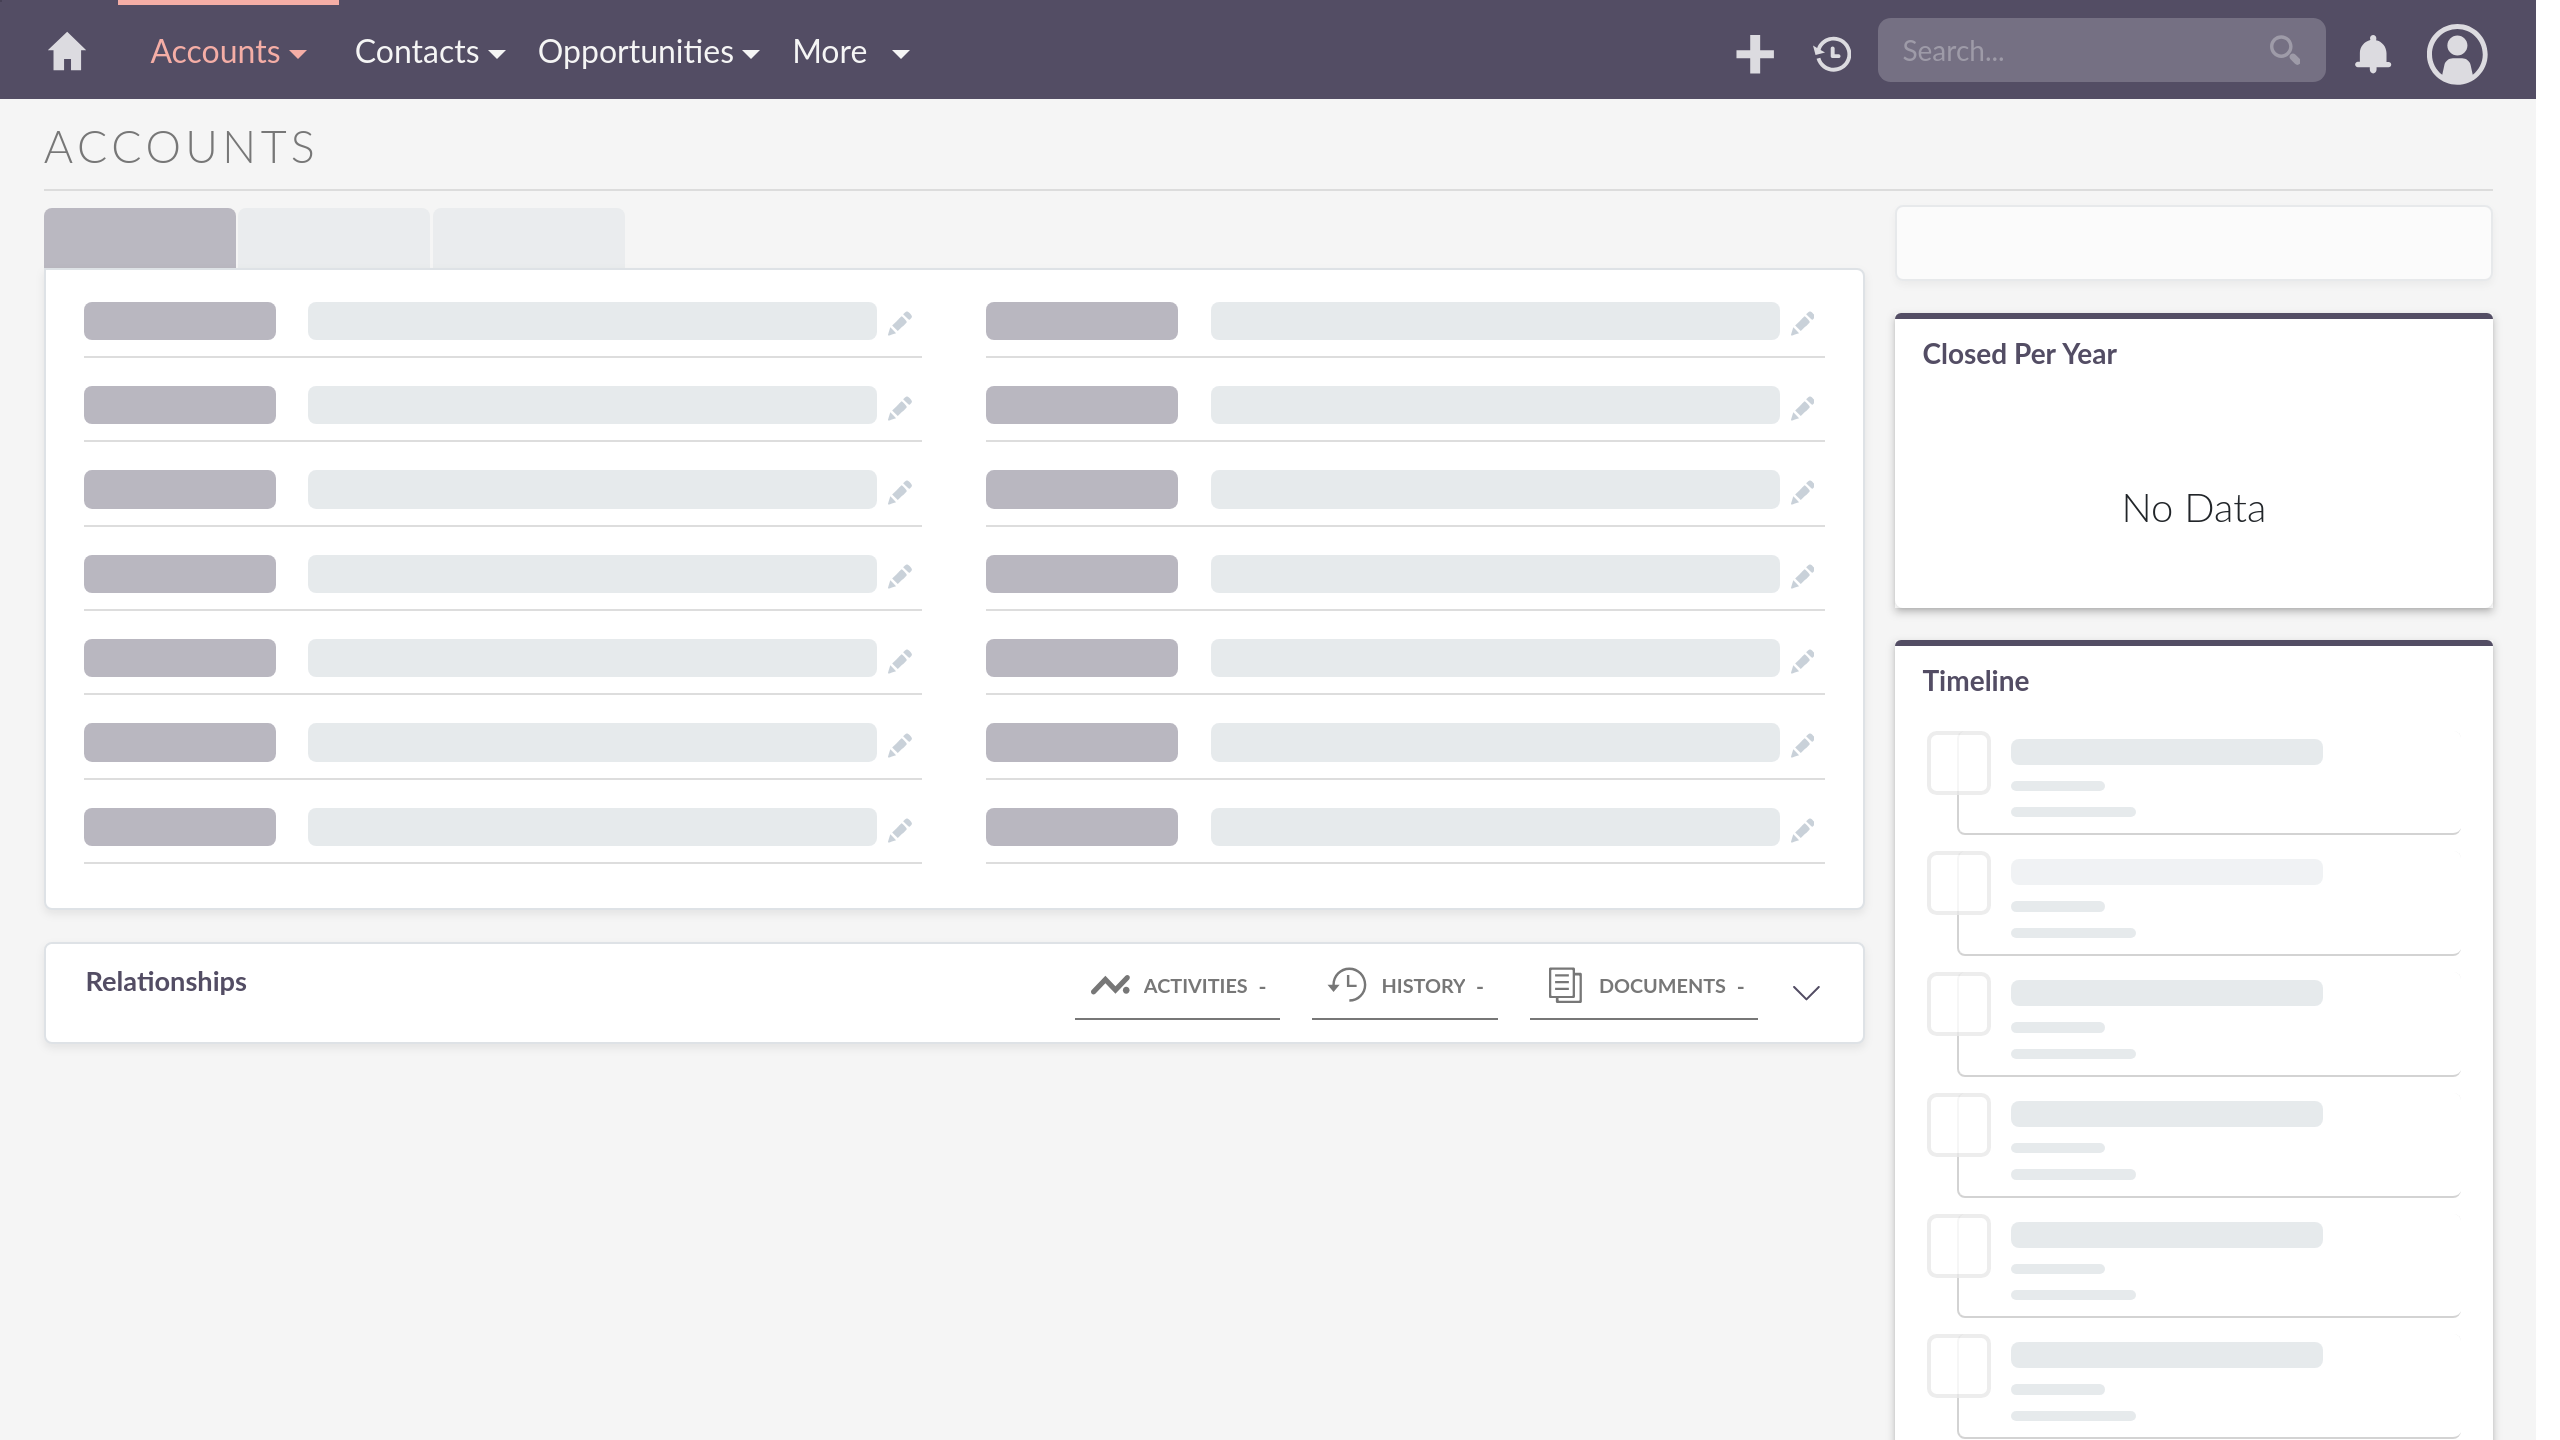 Accounts
Contacts
Opportunities
More
Search...
ACCOUNTS
Closed Per Year
No Data
Timeline
Relationships
ACTIVITIES -
HISTORY -
DOCUMENTS -